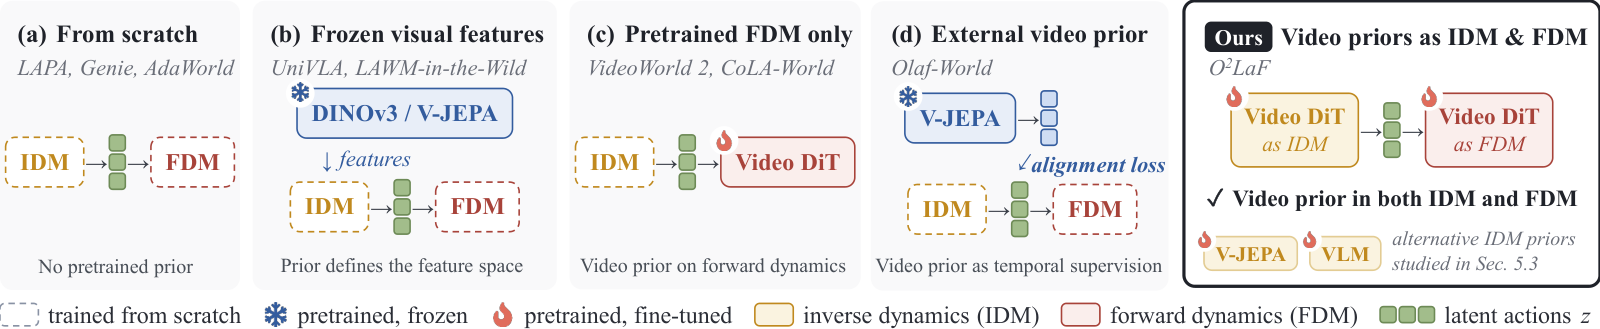 (a) From scratch
LAPA, Genie, AdaWorld
IDM → → FDM
No pretrained prior
(b) Frozen visual features
UniVLA, LAWM-in-the-Wild
DINOv3 / V-JEPA
↓ features
IDM → → FDM
Prior defines the feature space
(c) Pretrained FDM only
VideoWorld 2, CoLA-World
IDM → → Video DiT
Video prior on forward dynamics
(d) External video prior
Olaf-World
V-JEPA →
↙ alignment loss
IDM → → FDM
Video prior as temporal supervision
Ours Video priors as IDM & FDM
O²LaF
Video DiT → → Video DiT
as IDM as FDM
✓ Video prior in both IDM and FDM
V-JEPA VLM alternative IDM priors
studied in Sec. 5.3
trained from scratch pretrained, frozen pretrained, fine-tuned inverse dynamics (IDM) forward dynamics (FDM) latent actions z